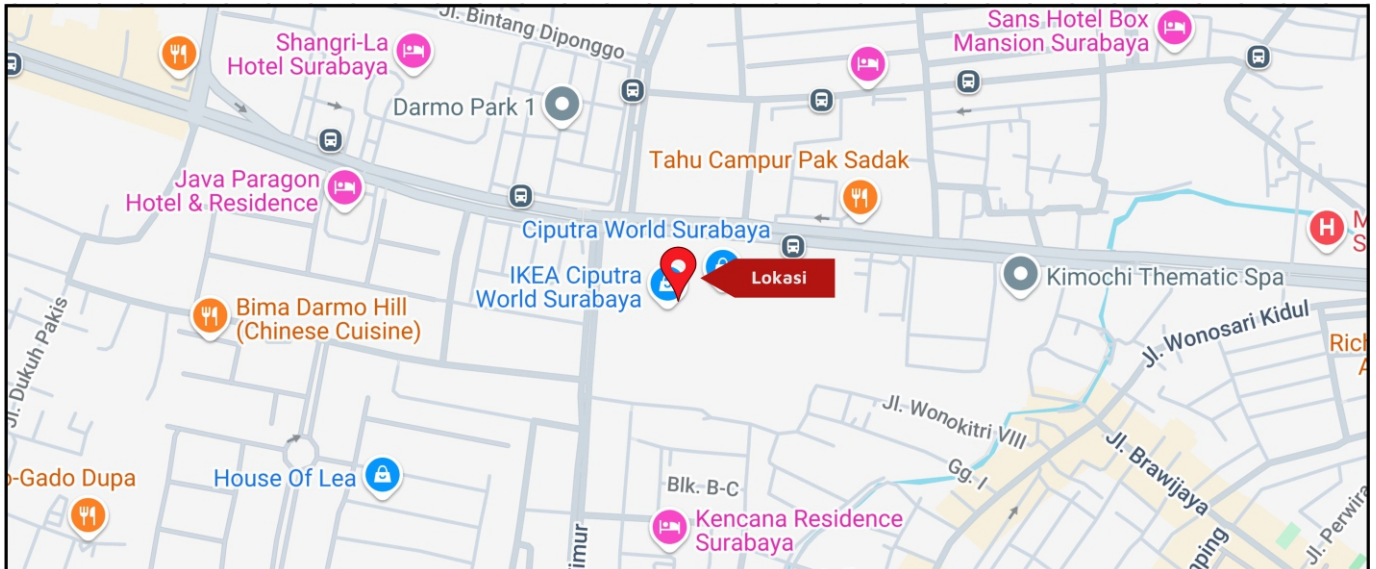 Jl. Bintang Diponggo
Shangri-La
Hotel Surabaya
Sans Hotel Box
Mansion Surabaya
Darmo Park 1
Tahu Campur Pak Sadak
Java Paragon
Hotel & Residence
Ciputra World Surabaya
IKEA Ciputra
World Surabaya
Lokasi
H
M
S
Kimochi Thematic Spa
Bima Darmo Hill
(Chinese Cuisine)
Jl. Dukuh Pakis
Jl. Wonosari Kidul
Rich
A
Jl. Wonokitri VIII
Jl. Brawijaya
Gg. I
o-Gado Dupa
House Of Lea
Blk. B-C
Kencana Residence
Surabaya
imur
ping
Jl. Perwira